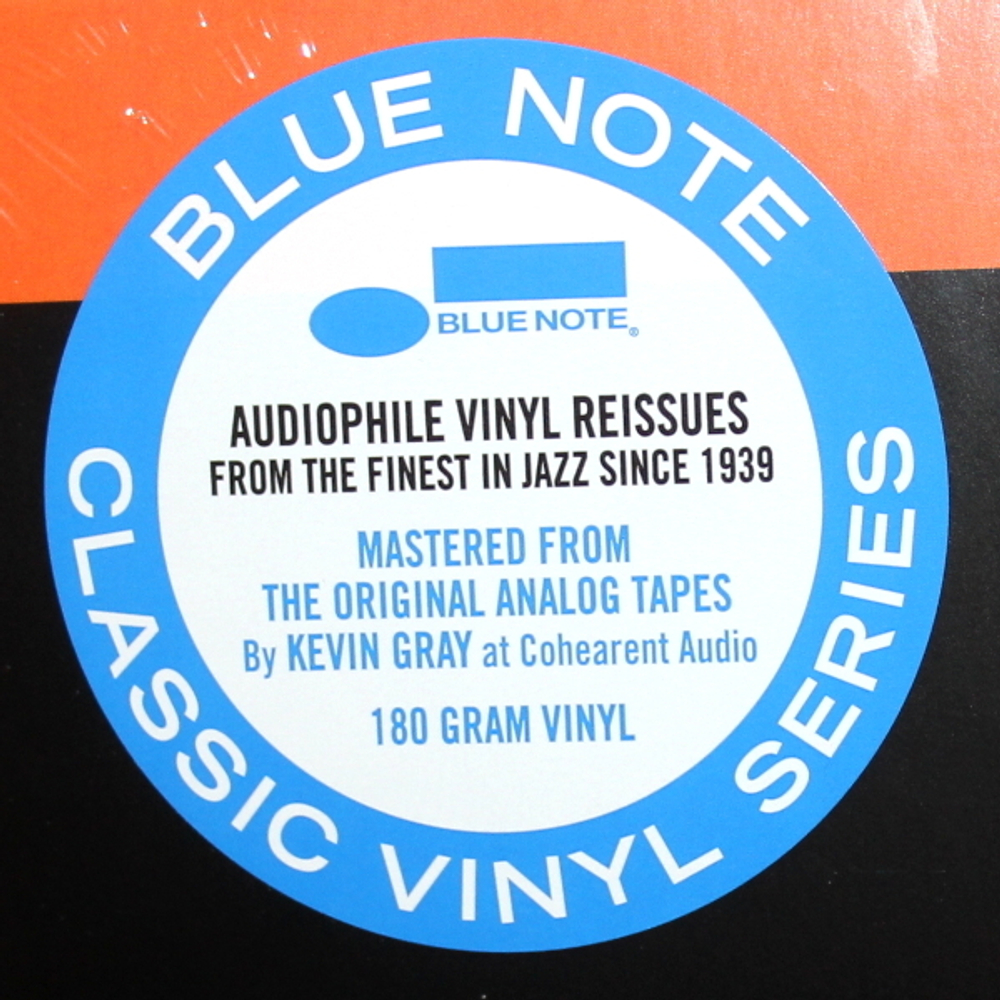 BLUE NOTE
BLUE NOTE®
AUDIOPHILE VINYL REISSUES
FROM THE FINEST IN JAZZ SINCE 1939
MASTERED FROM
THE ORIGINAL ANALOG TAPES
By KEVIN GRAY at Cohearent Audio
180 GRAM VINYL
CLASSIC VINYL SERIES